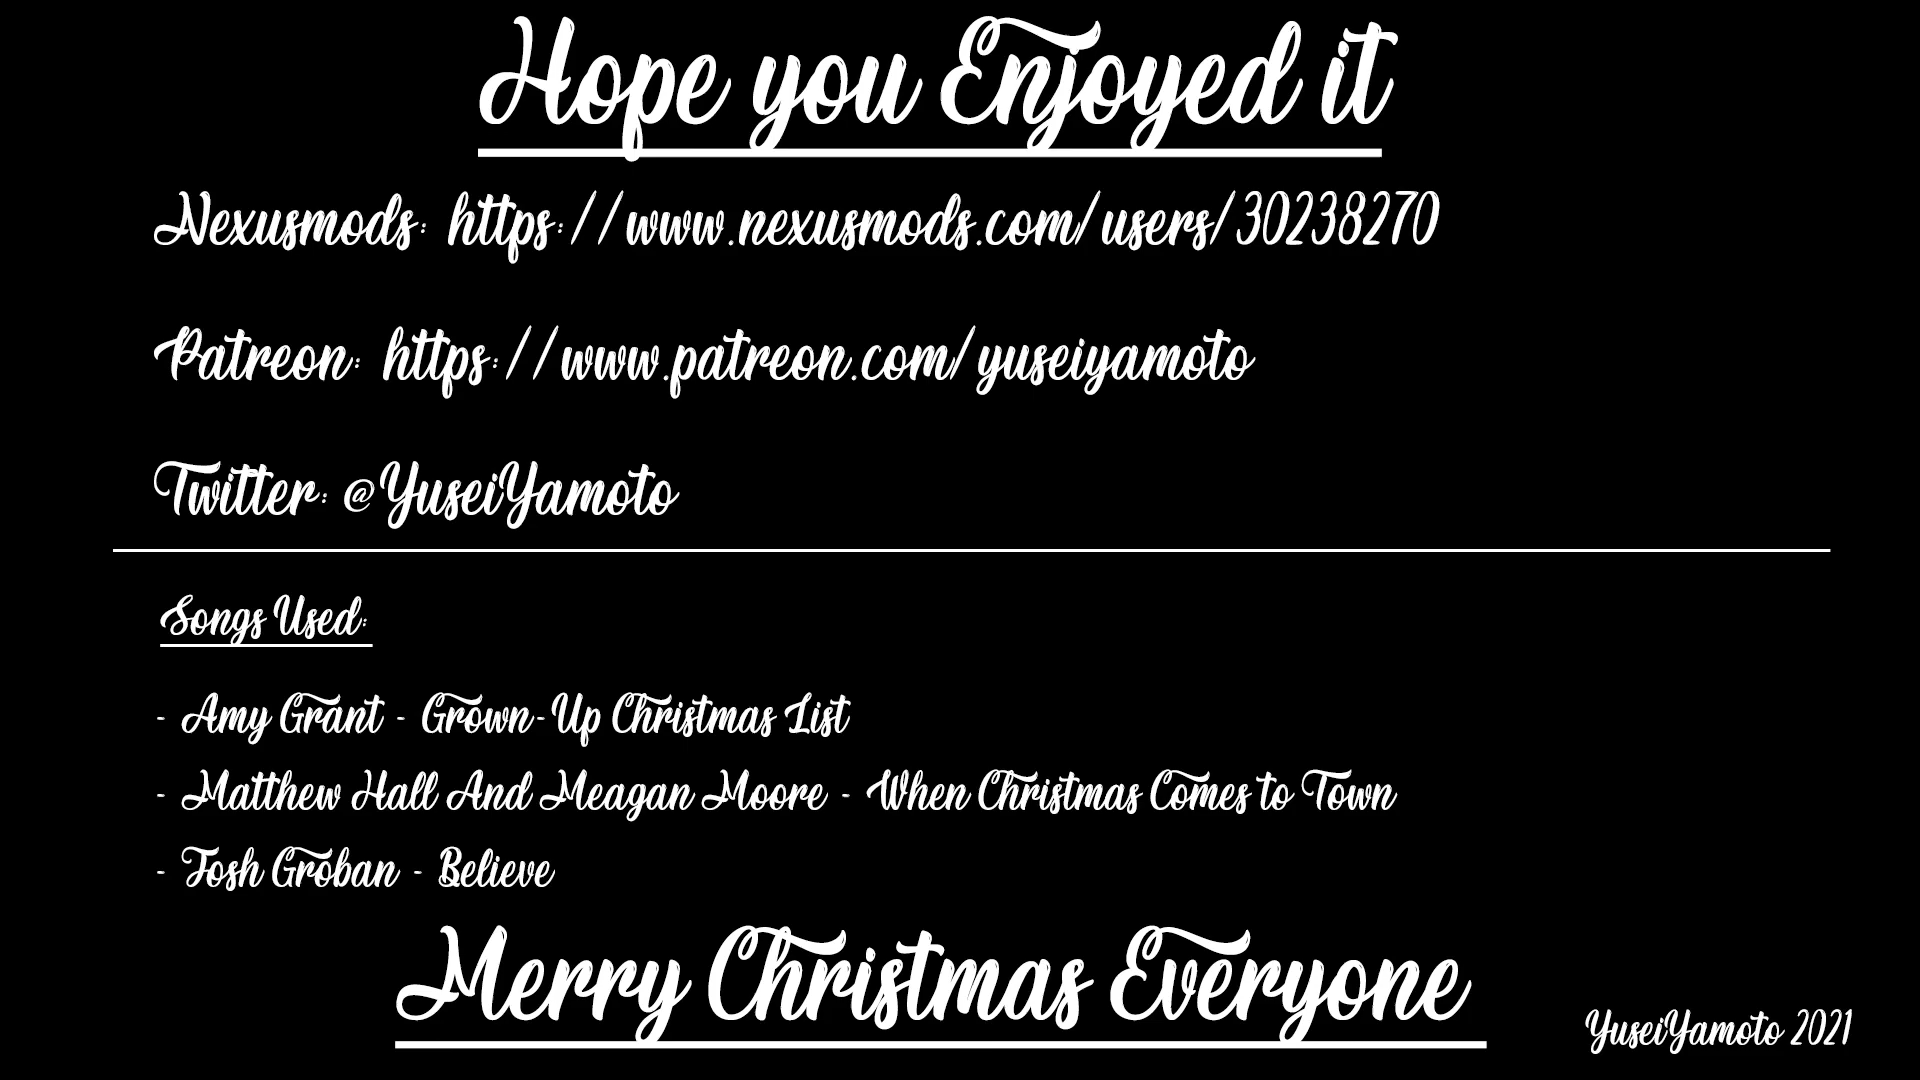 Hope you Enjoyed it
Nexusmods: https://www.nexusmods.com/users/30238270
Patreon: https://www.patreon.com/yuseiyamoto
Twitter: @YuseiYamoto
Songs Used:
- Amy Grant - Grown-Up Christmas List
- Matthew Hall And Meagan Moore - When Christmas Comes to Town
- Josh Groban - Believe
Merry Christmas Everyone
YuseiYamoto 2021